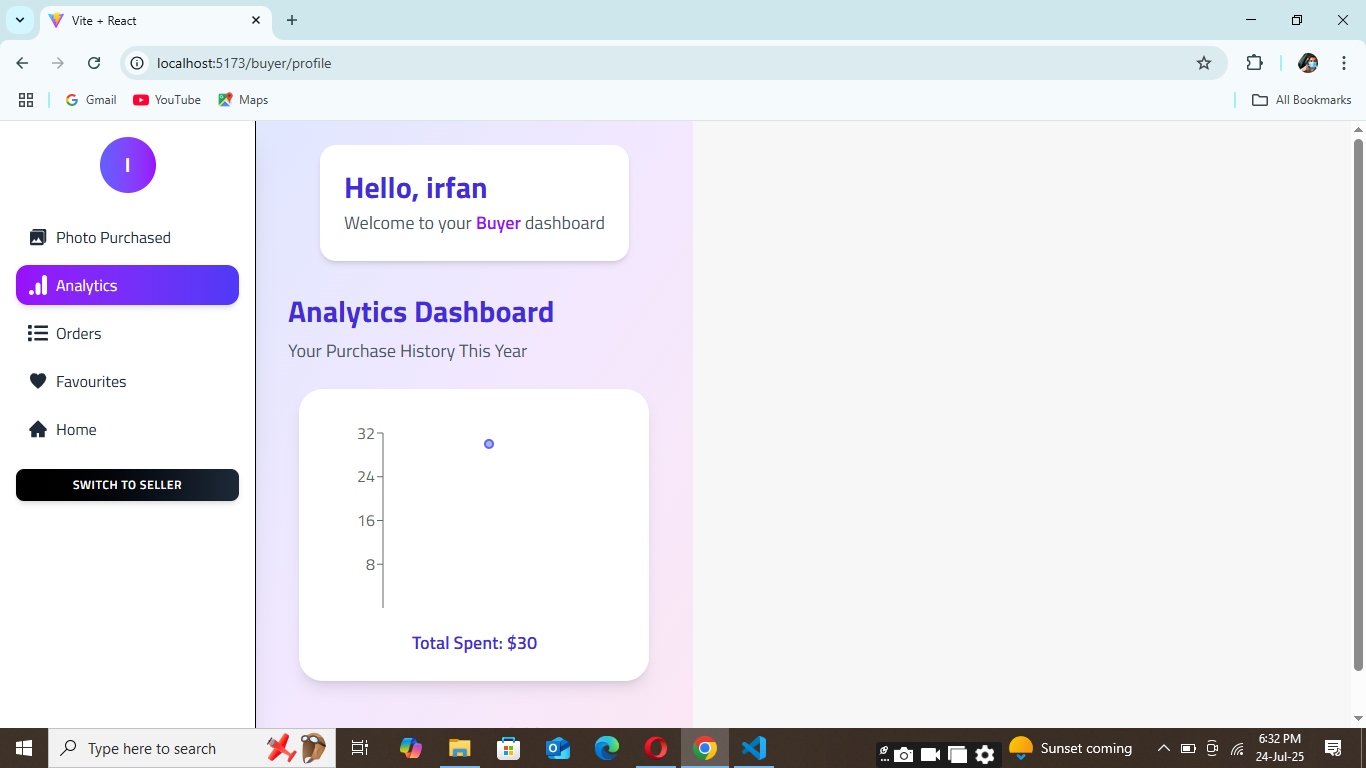 Vite + React
localhost:5173/buyer/profile
Gmail
YouTube
Maps
All Bookmarks
I
Photo Purchased
Analytics
Orders
Favourites
Home
SWITCH TO SELLER
Hello, irfan
Welcome to your Buyer dashboard
Analytics Dashboard
Your Purchase History This Year
32
24
16
8
Total Spent: $30
Type here to search
Sunset coming
6:32 PM
24-Jul-25